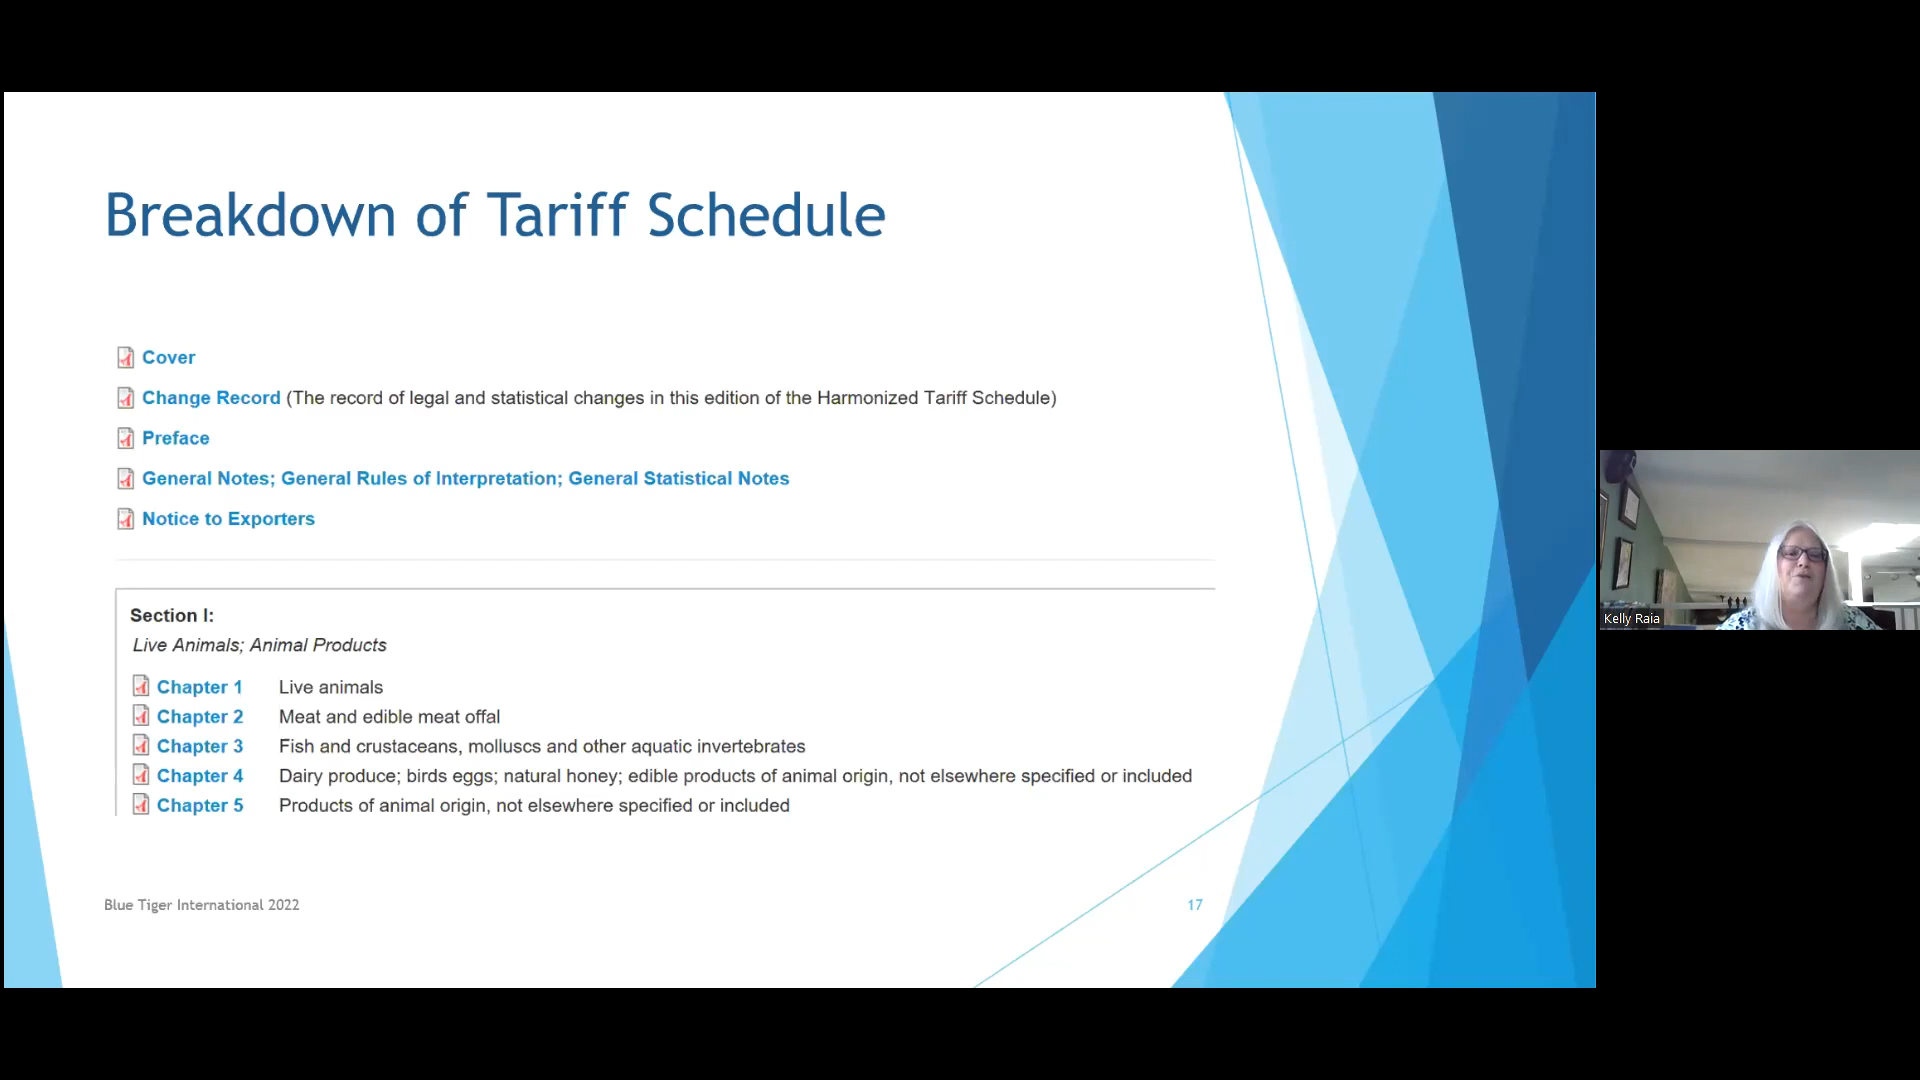 Breakdown of Tariff Schedule
Cover
Change Record (The record of legal and statistical changes in this edition of the Harmonized Tariff Schedule)
Preface
General Notes; General Rules of Interpretation; General Statistical Notes
Notice to Exporters
Section I:
Live Animals; Animal Products
Chapter 1 Live animals
Chapter 2 Meat and edible meat offal
Chapter 3 Fish and crustaceans, molluscs and other aquatic invertebrates
Chapter 4 Dairy produce; birds eggs; natural honey; edible products of animal origin, not elsewhere specified or included
Chapter 5 Products of animal origin, not elsewhere specified or included
Blue Tiger International 2022
17
Kelly Raia